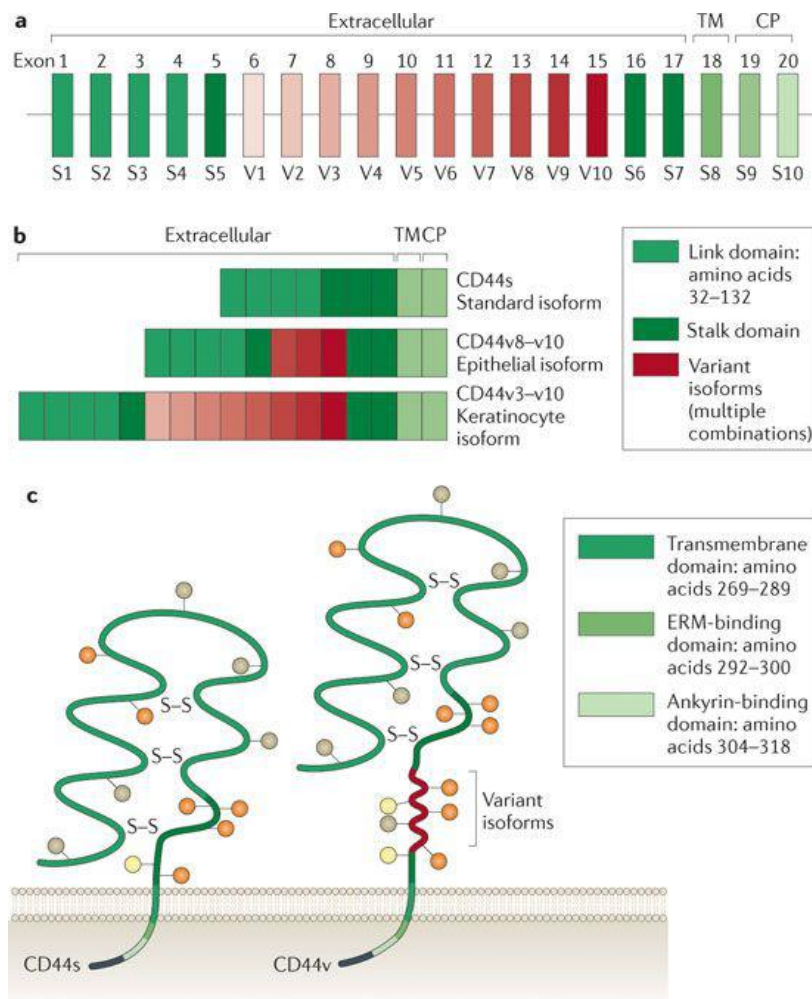 a
Extracellular TM CP
Exon 1 2 3 4 5 6 7 8 9 10 11 12 13 14 15 16 17 18 19 20
S1 S2 S3 S4 S5 V1 V2 V3 V4 V5 V6 V7 V8 V9 V10 S6 S7 S8 S9 S10
b
Extracellular TM CP
CD44s
Standard isoform
CD44v8–v10
Epithelial isoform
CD44v3–v10
Keratinocyte
isoform
Link domain:
amino acids
32–132
Stalk domain
Variant
isoforms
(multiple
combinations)
c
S–S
S–S
S–S
S–S
S–S
S–S
Variant
isoforms
CD44s
CD44v
Transmembrane
domain: amino
acids 269–289
ERM-binding
domain: amino
acids 292–300
Ankyrin-binding
domain: amino
acids 304–318